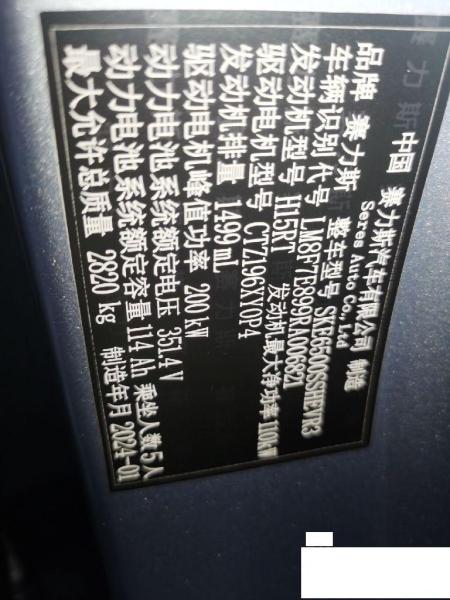 中国 赛力斯汽车有限公司 制造
Seres Auto Co., Ltd
品牌 赛力斯 整车型号 SKE6500SSHEVR3
车辆识别代号 LM8F7E899RA006821
发动机型号 H15RT 发动机最大净功率 110kW
驱动电机型号 CTZ196XY0P4
发动机排量 1499 mL
驱动电机峰值功率 200 kW
动力电池系统额定电压 351.4 V
动力电池系统额定容量 114 Ah 乘坐人数 5 人
最大允许总质量 2820 kg 制造年月 2024-01